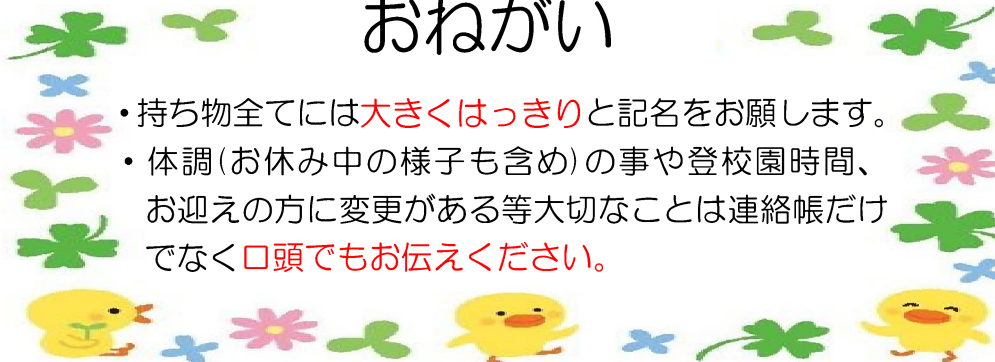 おねがい
・持ち物全てには大きくはっきりと記名をお願します。
・体調(お休み中の様子も含め)の事や登校園時間、
お迎えの方に変更がある等大切なことは連絡帳だけ
でなく口頭でもお伝えください。